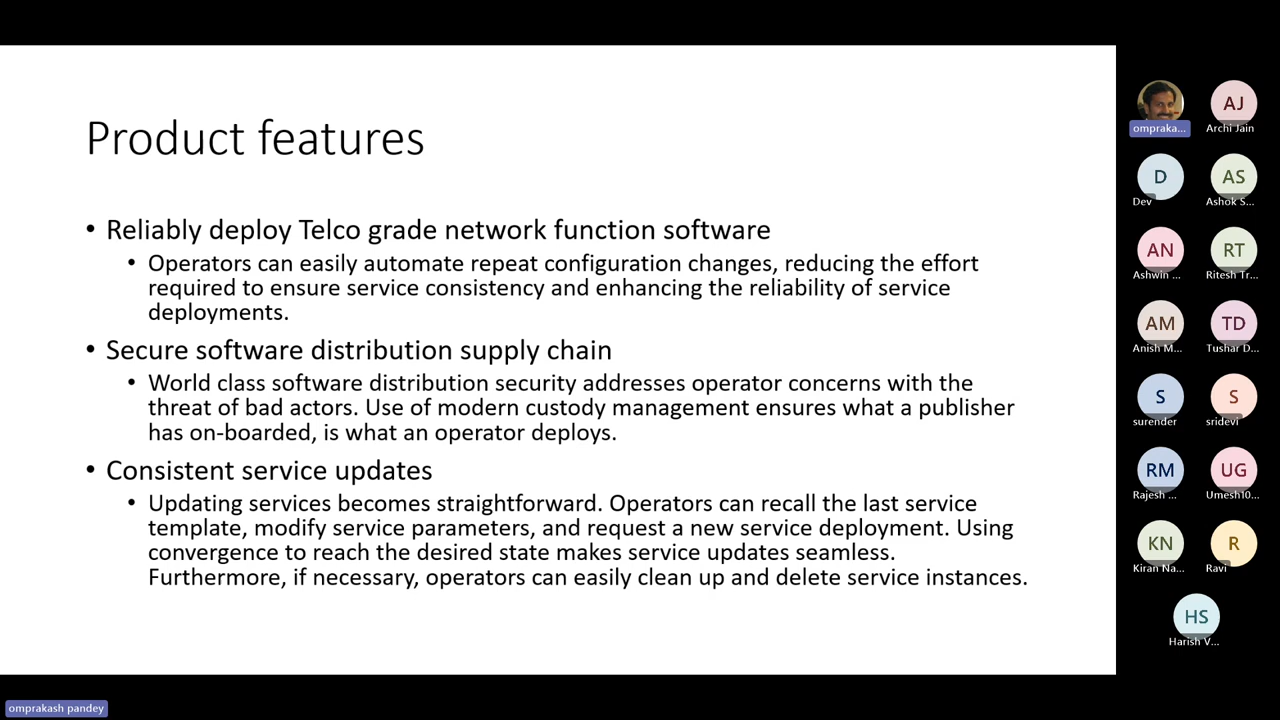 Product features
• Reliably deploy Telco grade network function software
• Operators can easily automate repeat configuration changes, reducing the effort
required to ensure service consistency and enhancing the reliability of service
deployments.
• Secure software distribution supply chain
• World class software distribution security addresses operator concerns with the
threat of bad actors. Use of modern custody management ensures what a publisher
has on-boarded, is what an operator deploys.
• Consistent service updates
• Updating services becomes straightforward. Operators can recall the last service
template, modify service parameters, and request a new service deployment. Using
convergence to reach the desired state makes service updates seamless.
Furthermore, if necessary, operators can easily clean up and delete service instances.
AJ
ompraka...
Archi Jain
D
AS
Dev
Ashok S...
AN
RT
Ashwin ...
Ritesh Tr...
AM
TD
Anish M...
Tushar D...
S
S
surender
sridevi
RM
UG
Rajesh ...
Umesh10...
KN
R
Kiran Na...
Ravi
HS
Harish V...
omprakash pandey